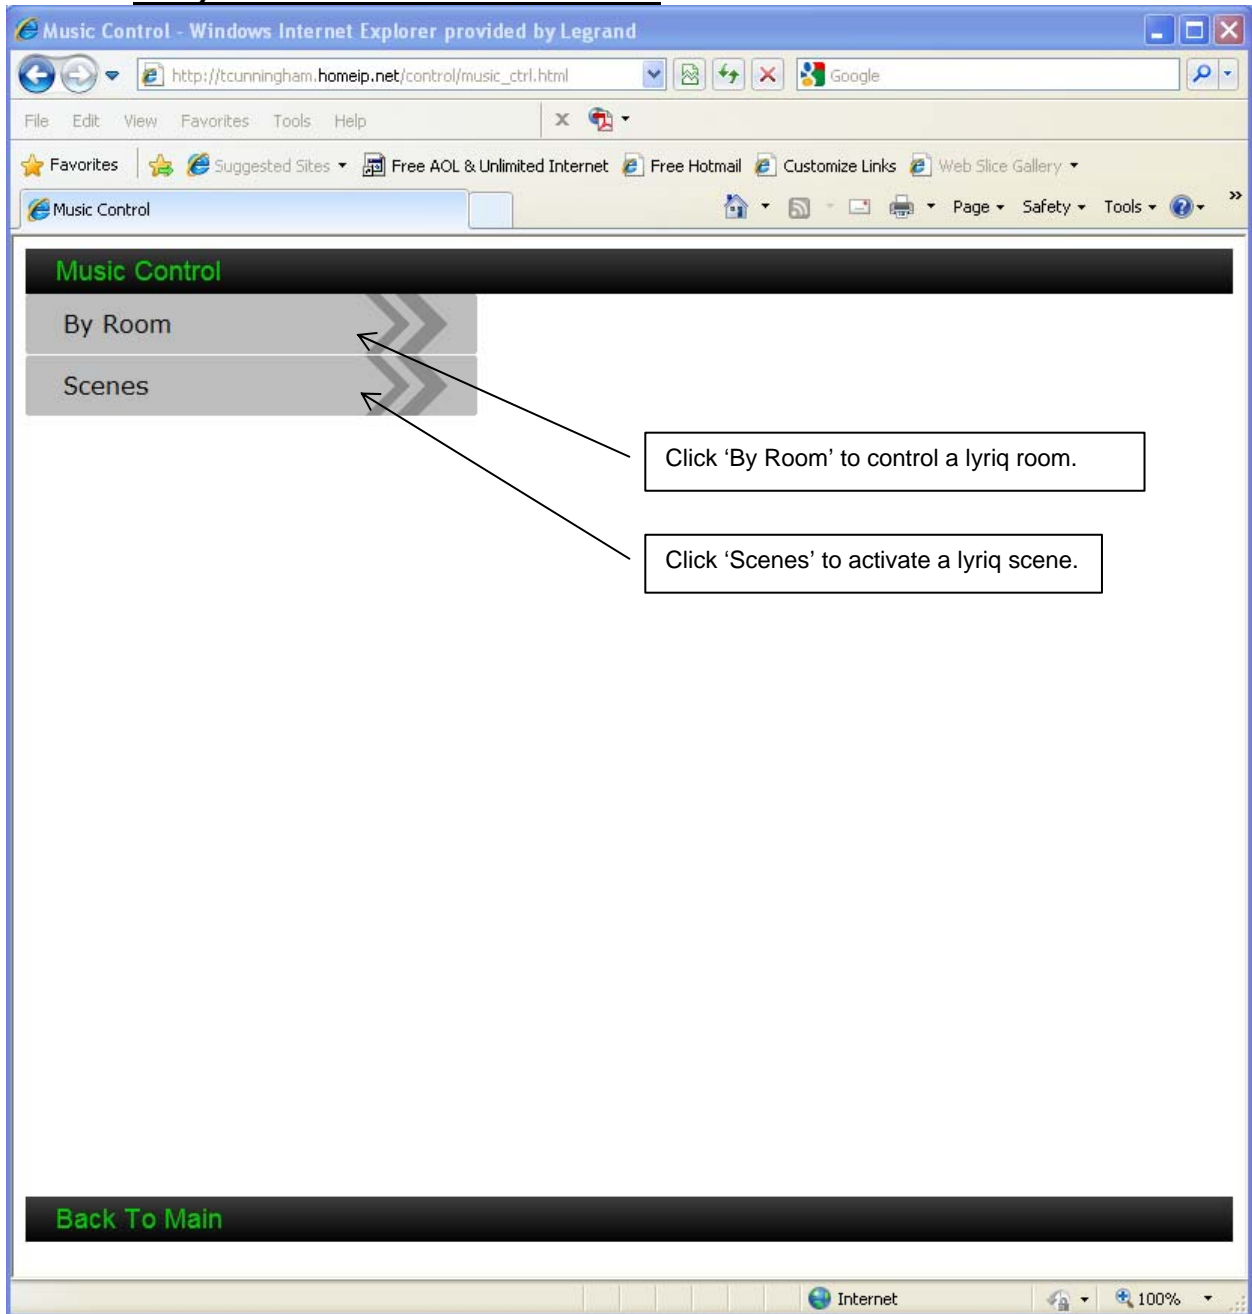 Music Control - Windows Internet Explorer provided by Legrand
http://tcunningham.homeip.net/control/music_ctrl.html
Google
File Edit View Favorites Tools Help
x
Favorites Suggested Sites Free AOL & Unlimited Internet Free Hotmail Customize Links Web Slice Gallery
Music Control
Page Safety Tools »
Music Control
By Room
Scenes
Click ‘By Room’ to control a lyriq room.
Click ‘Scenes’ to activate a lyriq scene.
Back To Main
Internet 100%